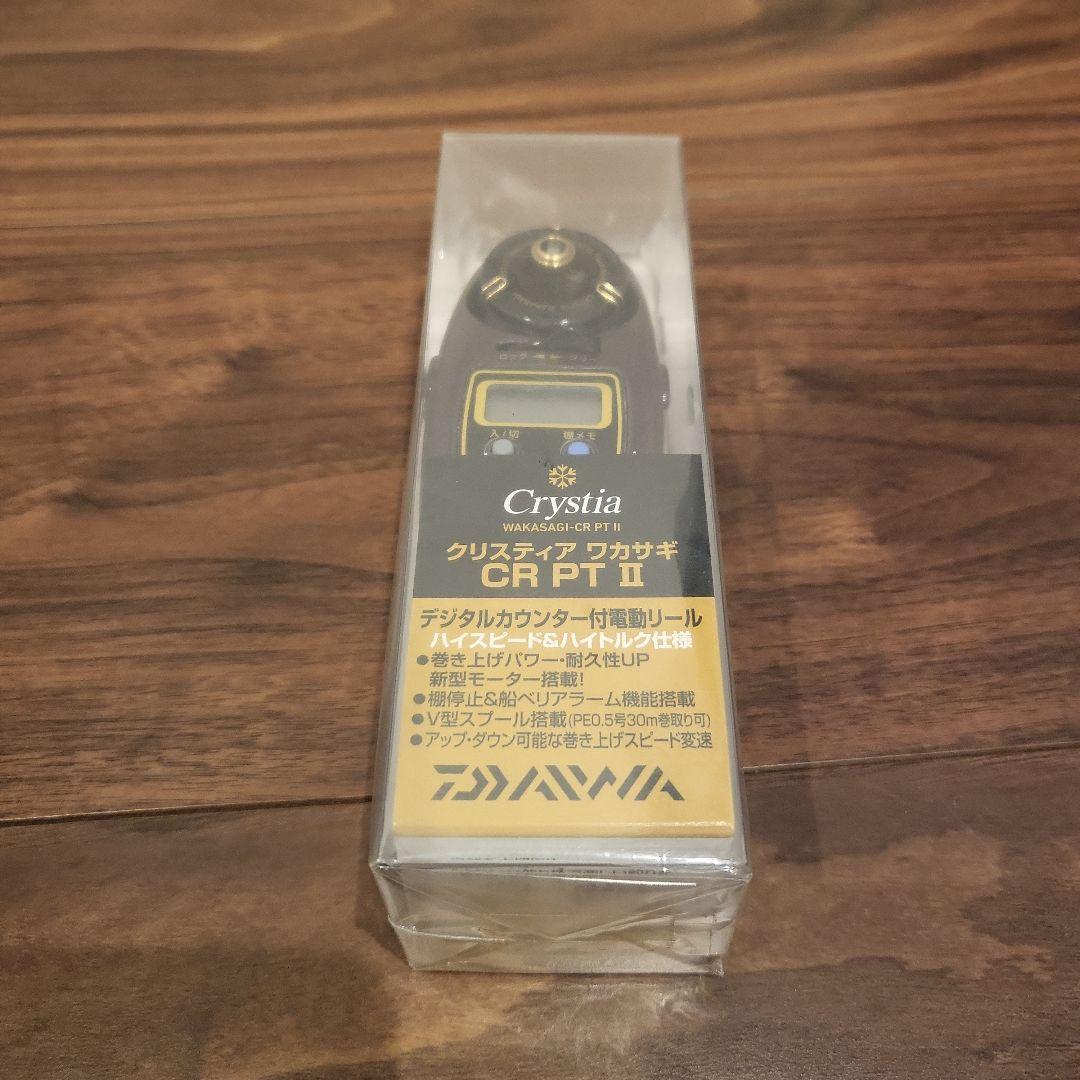 ロック
フリー
入/切
棚メモ
Crystia
WAKASAGI-CR PT II
クリスティア ワカサギ
CR PT II
デジタルカウンター付電動リール
ハイスピード&ハイトルク仕様
●巻き上げパワー・耐久性UP
新型モーター搭載!
●棚停止&船べリアラーム機能搭載
●V型スプール搭載(PE0.5号30m巻取り可)
●アップ・ダウン可能な巻き上げスピード変速
DAIWA